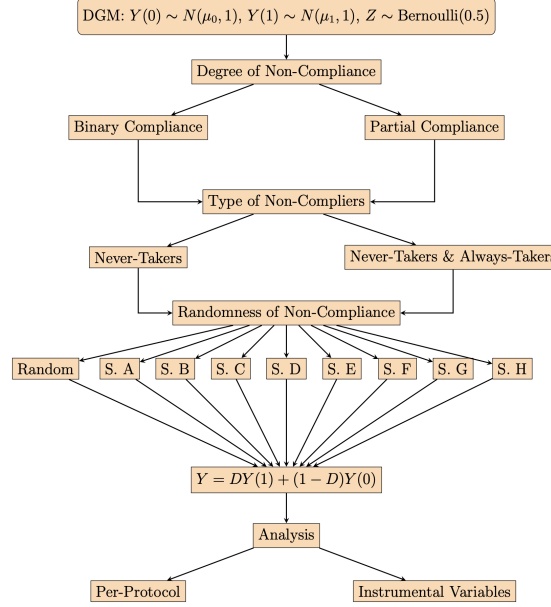 DGM: Y(0) ∼ N(μ₀, 1), Y(1) ∼ N(μ₁, 1), Z ∼ Bernoulli(0.5)
Degree of Non-Compliance
Binary Compliance
Partial Compliance
Type of Non-Compliers
Never-Takers
Never-Takers & Always-Taker
Randomness of Non-Compliance
Random
S. A
S. B
S. C
S. D
S. E
S. F
S. G
S. H
Y = DY(1) + (1 − D)Y(0)
Analysis
Per-Protocol
Instrumental Variables